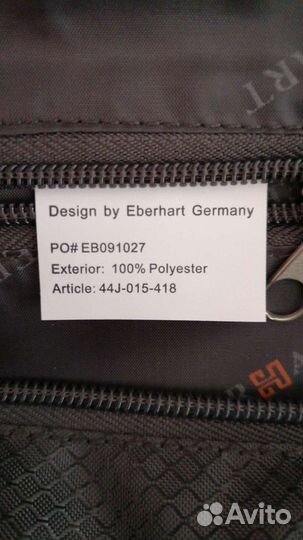 Design by Eberhart Germany
PO# EB091027
Exterior: 100% Polyester
Article: 44J-015-418
Avito